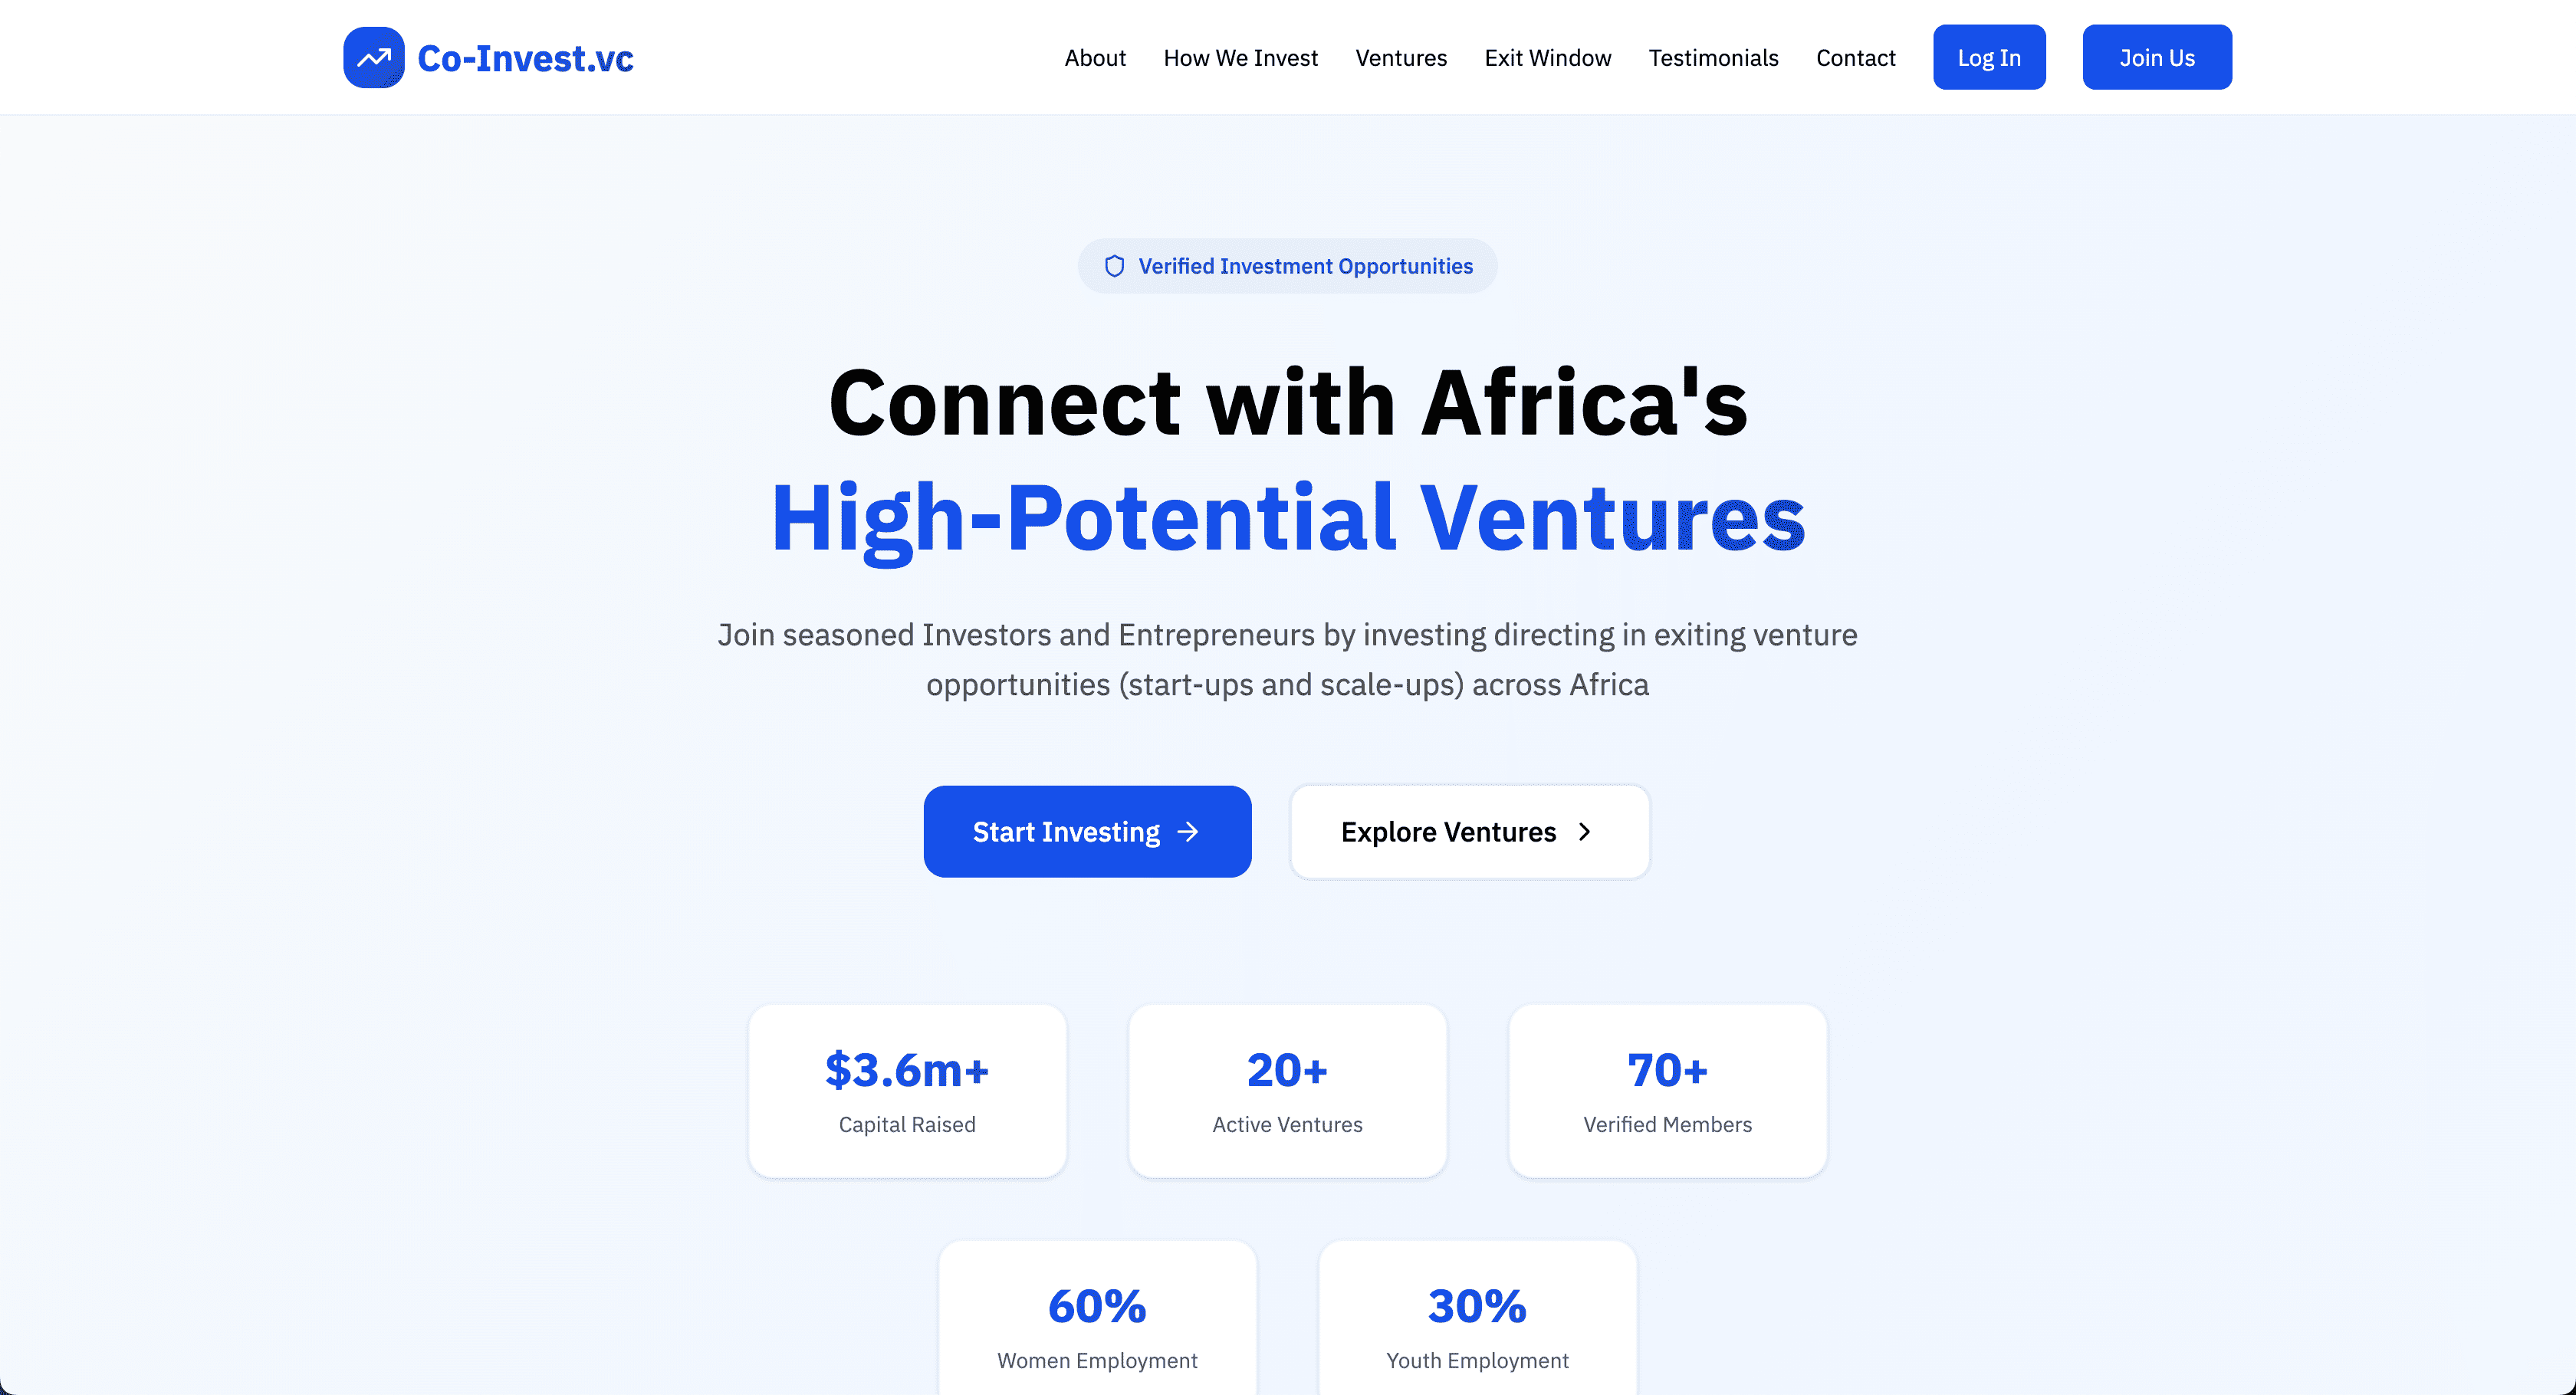 Co-Invest.vc
About
How We Invest
Ventures
Exit Window
Testimonials
Contact
Log In
Join Us
Verified Investment Opportunities
Connect with Africa's
High-Potential Ventures
Join seasoned Investors and Entrepreneurs by investing directing in exiting venture
opportunities (start-ups and scale-ups) across Africa
Start Investing
Explore Ventures
$3.6m+
Capital Raised
20+
Active Ventures
70+
Verified Members
60%
Women Employment
30%
Youth Employment